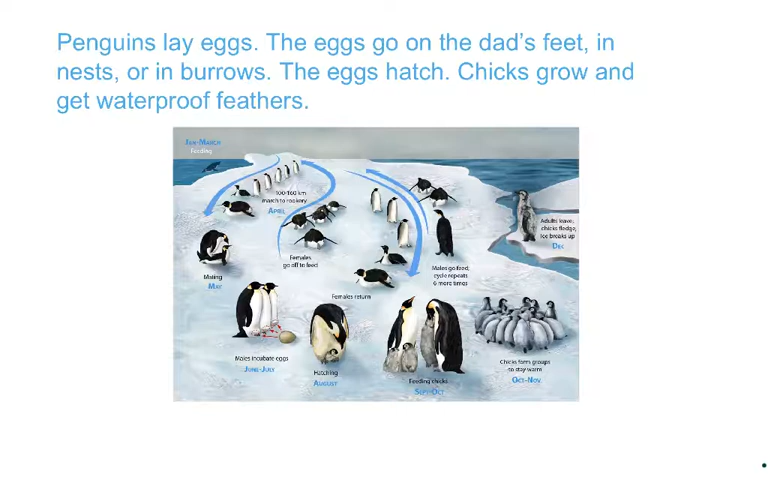 Penguins lay eggs. The eggs go on the dad's feet, in
nests, or in burrows. The eggs hatch. Chicks grow and
get waterproof feathers.
JAN-MARCH
Feeding
100-160 km
march to rookery
APRIL
Females
go off to feed
Mating
MAY
Males go feed;
cycle repeats
6 more times
Adults leave,
chicks fledge;
ice breaks up
DEC
Females return
Males incubate eggs
JUNE-JULY
Hatching
AUGUST
Feeding chicks
SEPT-OCT
Chicks form groups
to stay warm
OCT-NOV